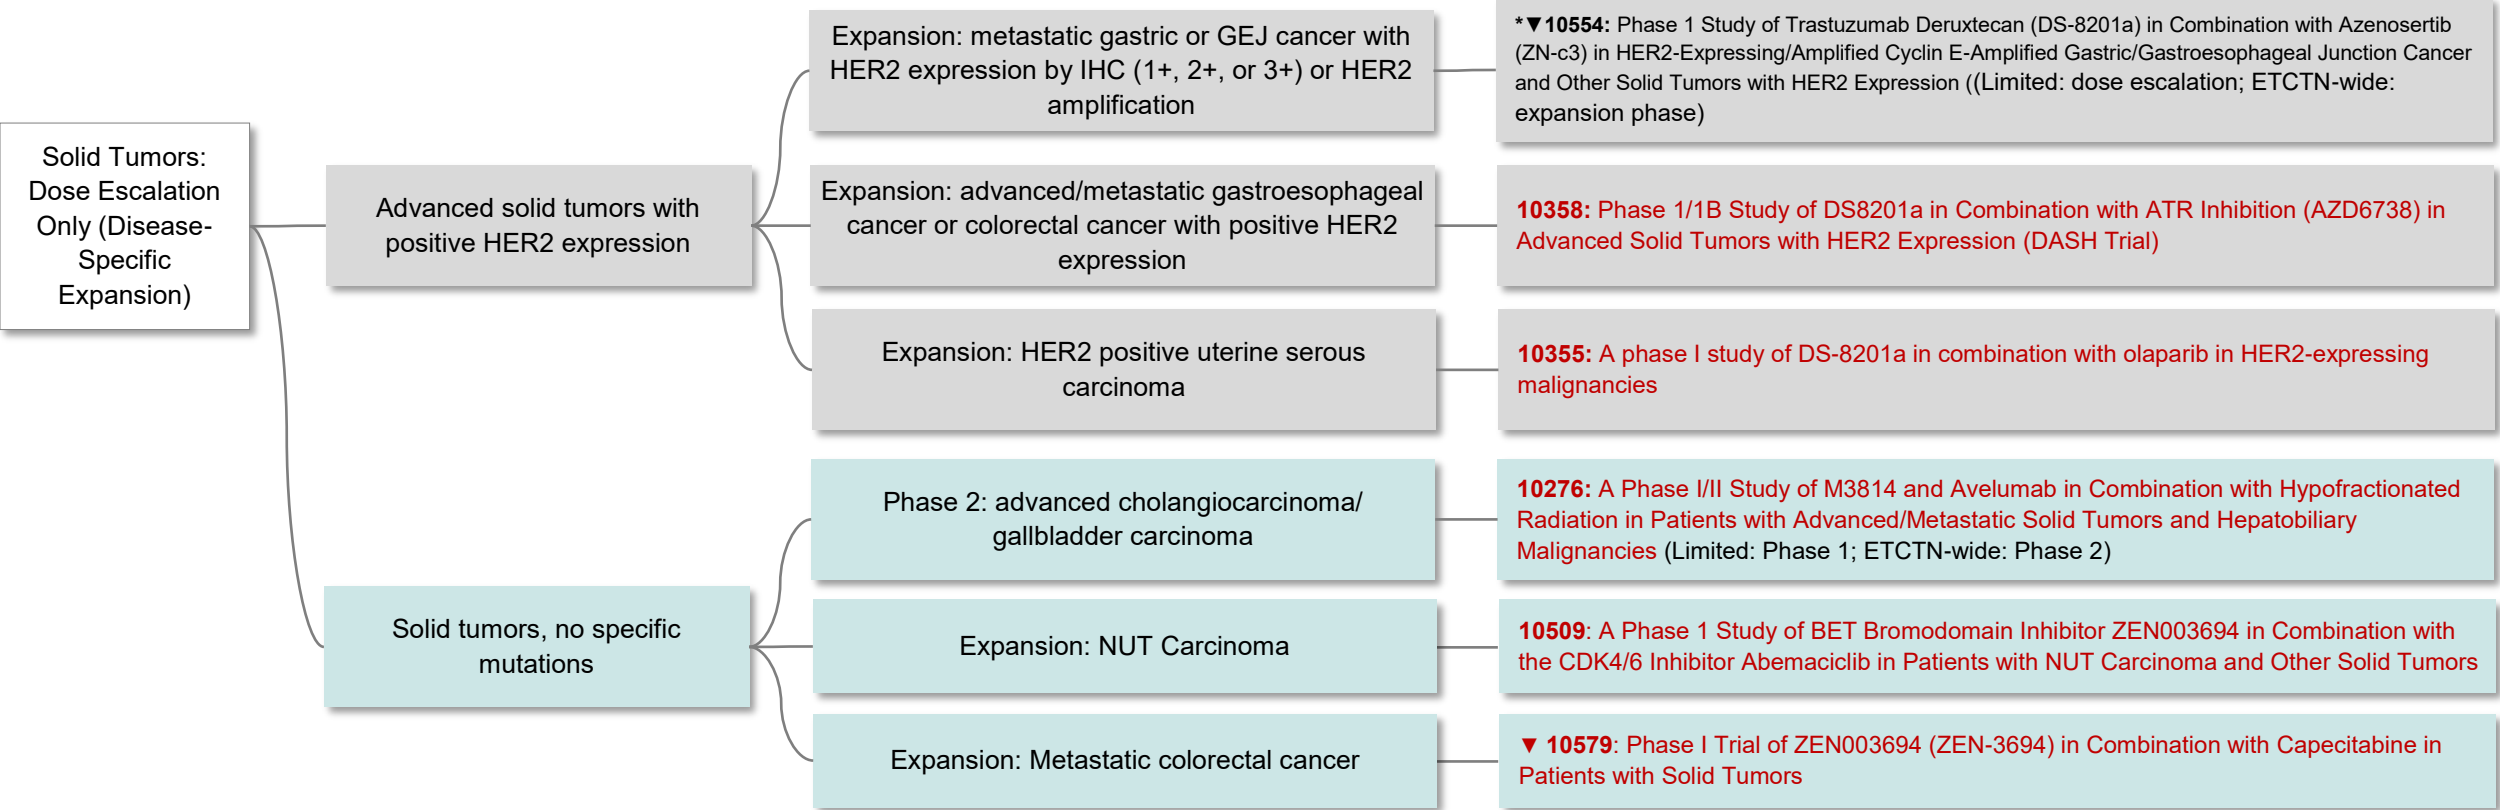 Solid Tumors:
Dose Escalation
Only (Disease-
Specific
Expansion)
Advanced solid tumors with
positive HER2 expression
Expansion: metastatic gastric or GEJ cancer with
HER2 expression by IHC (1+, 2+, or 3+) or HER2
amplification
*▼10554: Phase 1 Study of Trastuzumab Deruxtecan (DS-8201a) in Combination with Azenosertib
(ZN-c3) in HER2-Expressing/Amplified Cyclin E-Amplified Gastric/Gastroesophageal Junction Cancer
and Other Solid Tumors with HER2 Expression ((Limited: dose escalation; ETCTN-wide:
expansion phase)
Expansion: advanced/metastatic gastroesophageal
cancer or colorectal cancer with positive HER2
expression
10358: Phase 1/1B Study of DS8201a in Combination with ATR Inhibition (AZD6738) in
Advanced Solid Tumors with HER2 Expression (DASH Trial)
Expansion: HER2 positive uterine serous
carcinoma
10355: A phase I study of DS-8201a in combination with olaparib in HER2-expressing
malignancies
Solid tumors, no specific
mutations
Phase 2: advanced cholangiocarcinoma/
gallbladder carcinoma
10276: A Phase I/II Study of M3814 and Avelumab in Combination with Hypofractionated
Radiation in Patients with Advanced/Metastatic Solid Tumors and Hepatobiliary
Malignancies (Limited: Phase 1; ETCTN-wide: Phase 2)
Expansion: NUT Carcinoma
10509: A Phase 1 Study of BET Bromodomain Inhibitor ZEN003694 in Combination with
the CDK4/6 Inhibitor Abemaciclib in Patients with NUT Carcinoma and Other Solid Tumors
Expansion: Metastatic colorectal cancer
▼ 10579: Phase I Trial of ZEN003694 (ZEN-3694) in Combination with Capecitabine in
Patients with Solid Tumors